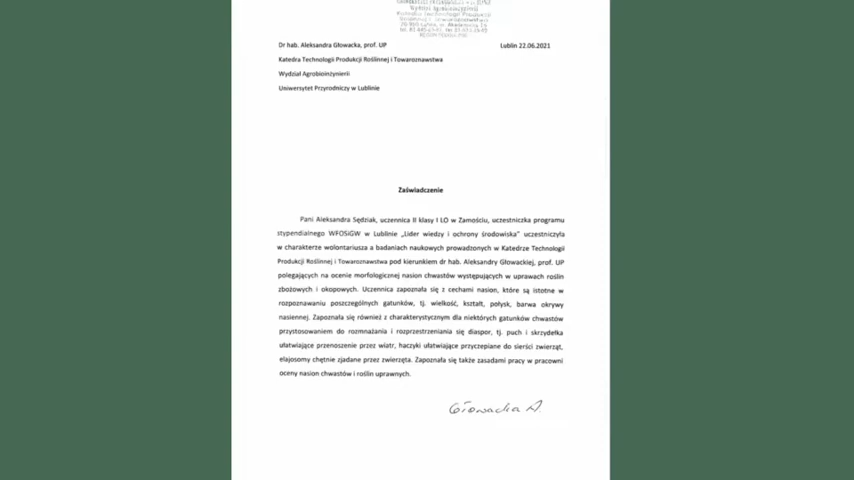 Dr hab. Aleksandra Głowacka, prof. UP
Lublin 22.06.2021
Katedra Technologii Produkcji Roślinnej i Towaroznawstwa
Wydział Agrobioinżynierii
Uniwersytet Przyrodniczy w Lublinie
Zaświadczenie
Pani Aleksandra Sędziak, uczennica II klasy I LO w Zamościu, uczestniczka programu
stypendialnego WFOSiGW w Lublinie „Lider wiedzy i ochrony środowiska” uczestniczyła
w charakterze wolontariusza a badaniach naukowych prowadzonych w Katedrze Technologii
Produkcji Roślinnej i Towaroznawstwa pod kierunkiem dr hab. Aleksandry Głowackiej, prof. UP
polegających na ocenie morfologicznej nasion chwastów występujących w uprawach roślin
zbożowych i okopowych. Uczennica zapoznała się z cechami nasion, które są istotne w
rozpoznawaniu poszczególnych gatunków, tj. wielkość, kształt, połysk, barwa okrywy
nasiennej. Zapoznała się również z charakterystycznym dla niektórych gatunków chwastów
przystosowaniem do rozmnażania i rozprzestrzeniania się diaspor, tj. puch i skrzydełka
ułatwiające przenoszenie przez wiatr, haczyki ułatwiające przyczepianie do sierści zwierząt,
elajosomy chętnie zjadane przez zwierzęta. Zapoznała się także zasadami pracy w pracowni
oceny nasion chwastów i roślin uprawnych.
Głowacka A.